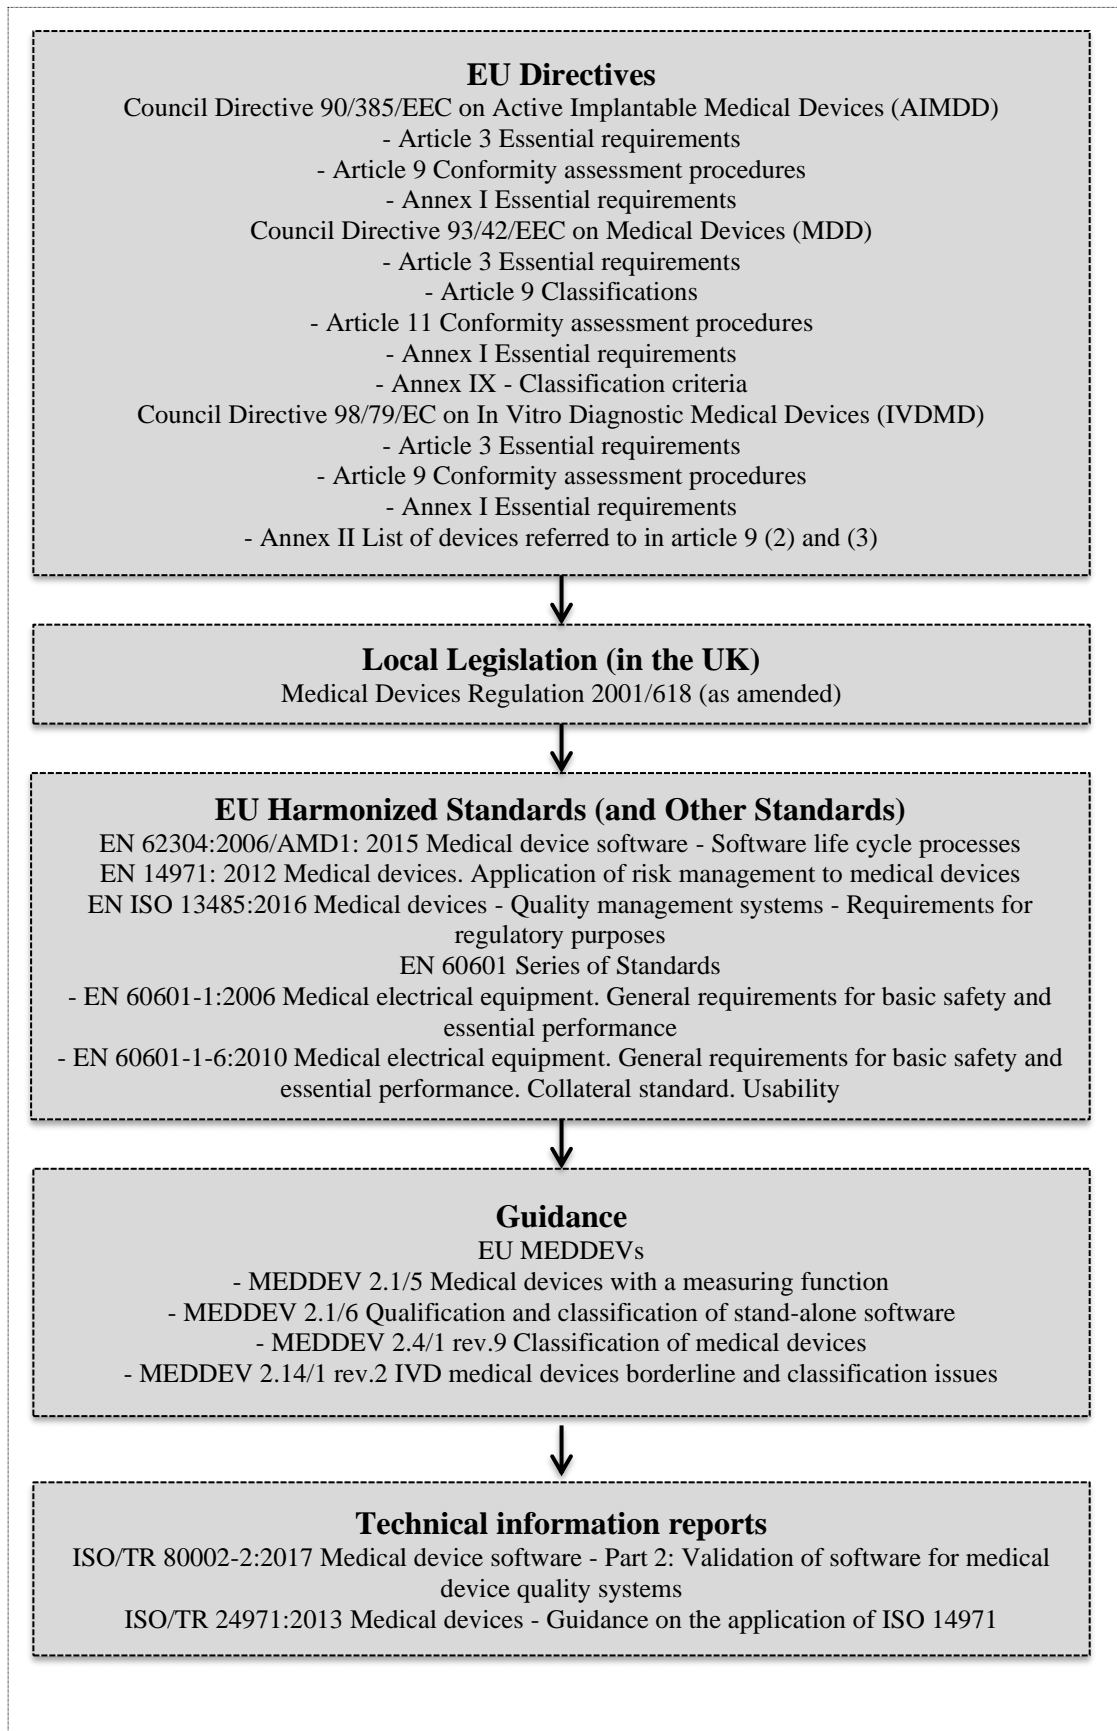 EU Directives
Council Directive 90/385/EEC on Active Implantable Medical Devices (AIMDD)
- Article 3 Essential requirements
- Article 9 Conformity assessment procedures
- Annex I Essential requirements
Council Directive 93/42/EEC on Medical Devices (MDD)
- Article 3 Essential requirements
- Article 9 Classifications
- Article 11 Conformity assessment procedures
- Annex I Essential requirements
- Annex IX - Classification criteria
Council Directive 98/79/EC on In Vitro Diagnostic Medical Devices (IVDMD)
- Article 3 Essential requirements
- Article 9 Conformity assessment procedures
- Annex I Essential requirements
- Annex II List of devices referred to in article 9 (2) and (3)
Local Legislation (in the UK)
Medical Devices Regulation 2001/618 (as amended)
EU Harmonized Standards (and Other Standards)
EN 62304:2006/AMD1: 2015 Medical device software - Software life cycle processes
EN 14971: 2012 Medical devices. Application of risk management to medical devices
EN ISO 13485:2016 Medical devices - Quality management systems - Requirements for
regulatory purposes
EN 60601 Series of Standards
- EN 60601-1:2006 Medical electrical equipment. General requirements for basic safety and
essential performance
- EN 60601-1-6:2010 Medical electrical equipment. General requirements for basic safety and
essential performance. Collateral standard. Usability
Guidance
EU MEDDEVs
- MEDDEV 2.1/5 Medical devices with a measuring function
- MEDDEV 2.1/6 Qualification and classification of stand-alone software
- MEDDEV 2.4/1 rev.9 Classification of medical devices
- MEDDEV 2.14/1 rev.2 IVD medical devices borderline and classification issues
Technical information reports
ISO/TR 80002-2:2017 Medical device software - Part 2: Validation of software for medical
device quality systems
ISO/TR 24971:2013 Medical devices - Guidance on the application of ISO 14971